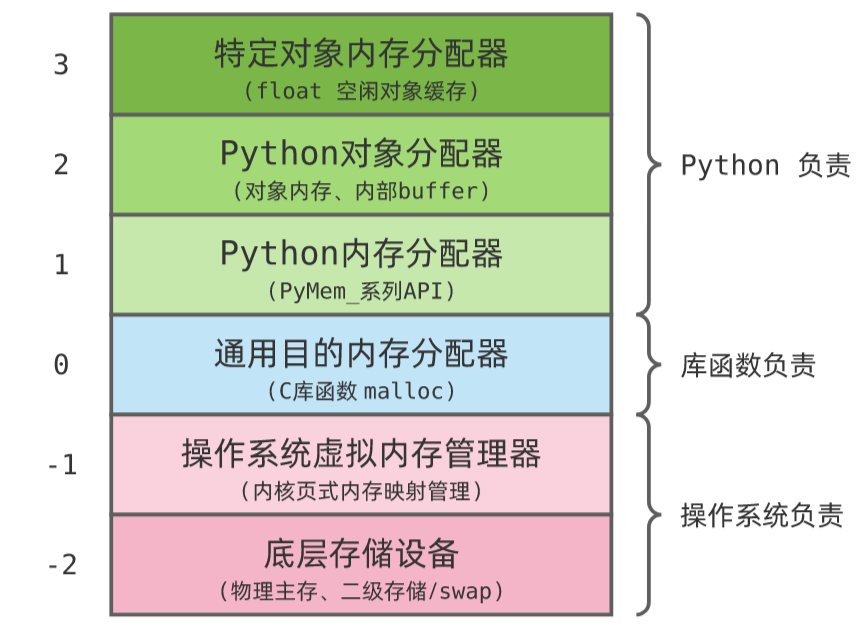 3
特定对象内存分配器
(float 空闲对象缓存)
2
Python对象分配器
(对象内存、内部buffer)
Python 负责
1
Python内存分配器
(PyMem_系列API)
0
通用目的内存分配器
(C库函数 malloc)
库函数负责
-1
操作系统虚拟内存管理器
(内核页式内存映射管理)
操作系统负责
-2
底层存储设备
(物理主存、二级存储/swap)